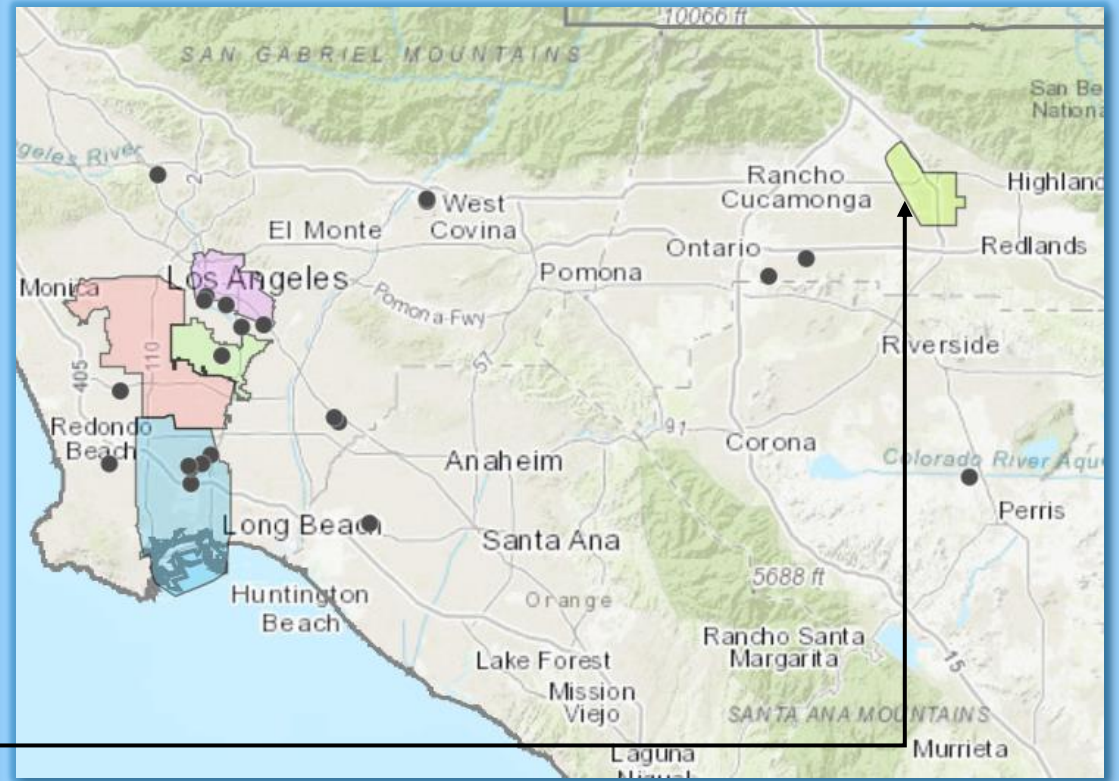 10066 ft
SAN GABRIEL MOUNTAINS
San Be
Nationa
geles River
2
Rancho
Cucamonga
Highland
West
Covina
El Monte
Ontario
Redlands
Monica
Los Angeles
Pomona
Pomona Fwy
110
405
57
Riverside
Redondo
Beach
91
Corona
Anaheim
Colorado River Aque
Perris
Long Beach
Santa Ana
5688 ft
Huntington
Beach
Orange
Rancho Santa
Margarita
Lake Forest
15
Mission
Viejo
SANTA ANA MOUNTAINS
Laguna
Niguel
Murrieta